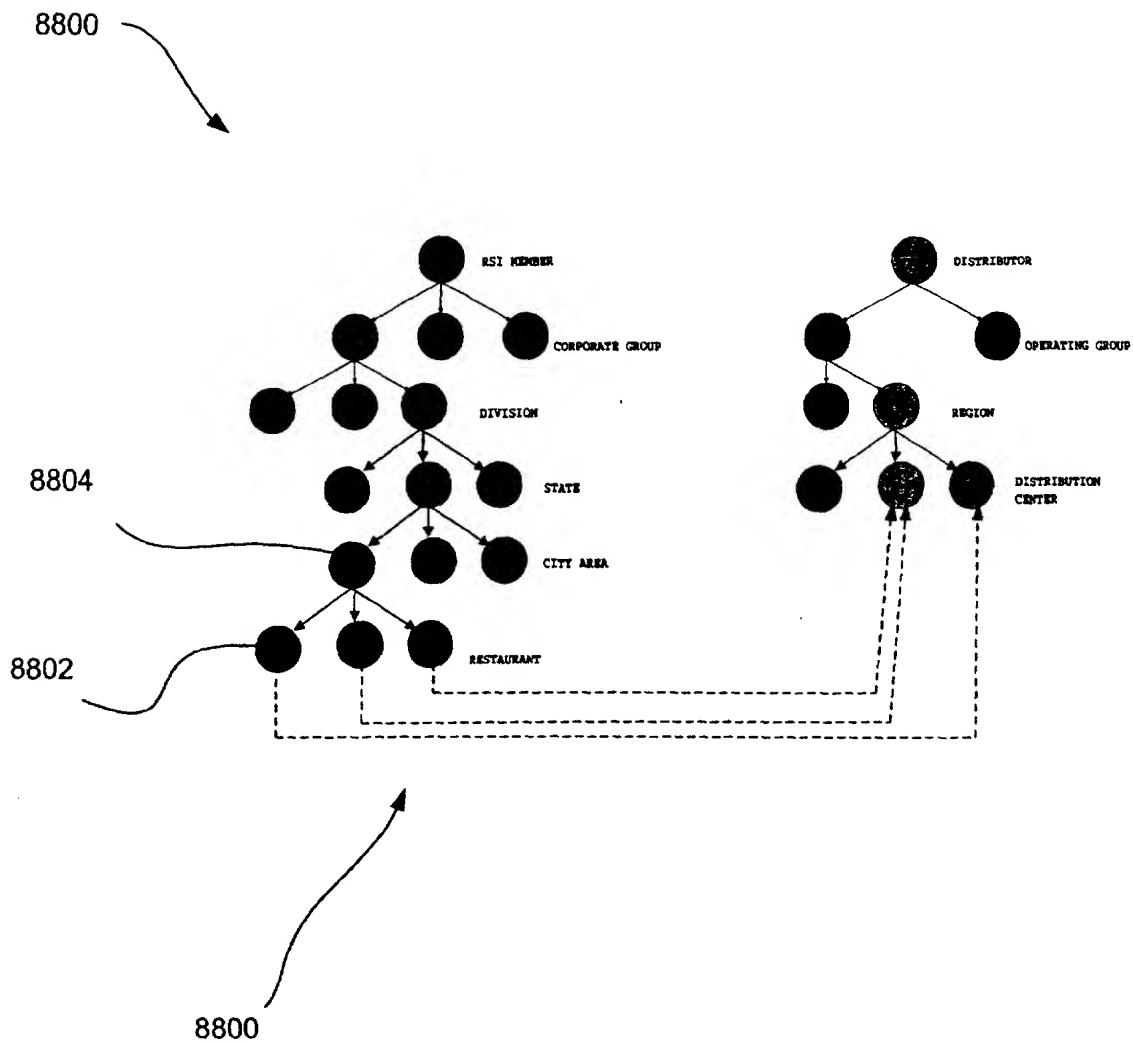 8800
RSI MEMBER
DISTRIBUTOR
CORPORATE GROUP
OPERATING GROUP
DIVISION
REGION
8804
STATE
DISTRIBUTION
CENTER
CITY AREA
8802
RESTAURANT
8800